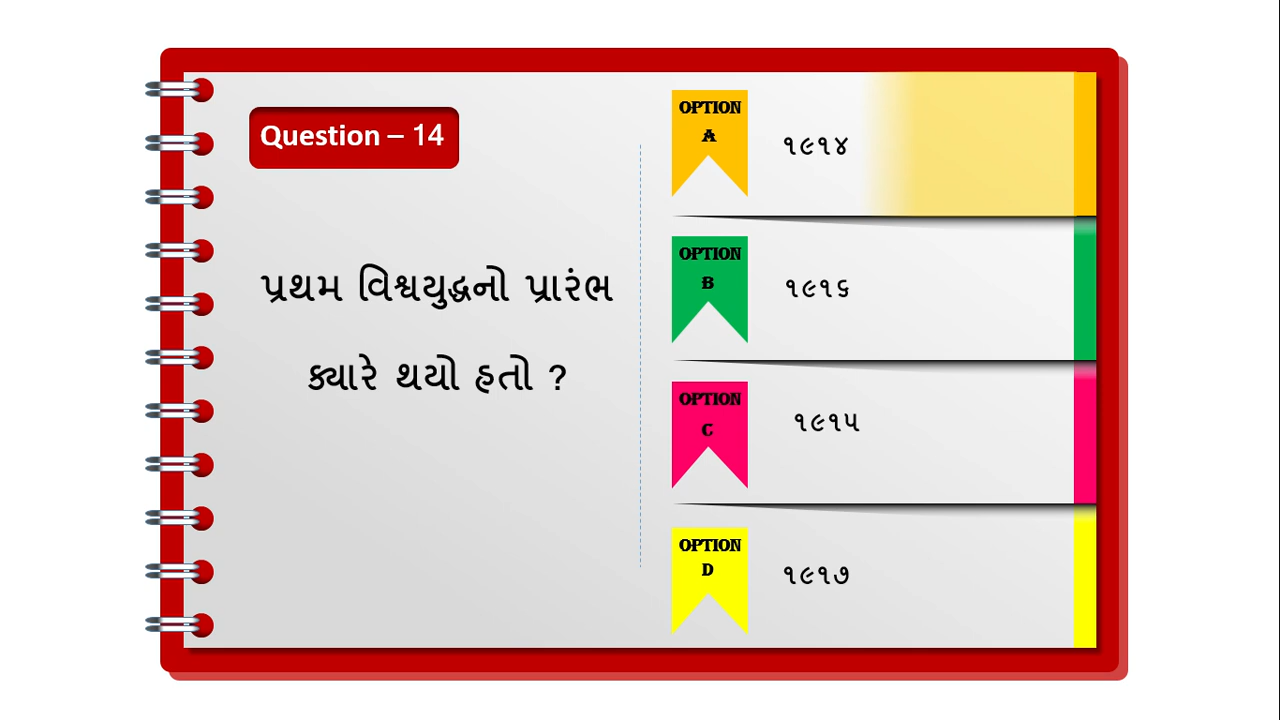 Question – 14
પ્રથમ વિશ્વયુદ્ધનો પ્રારંભ
ક્યારે થયો હતો ?
OPTION
A
૧૯૧૪
OPTION
B
૧૯૧૬
OPTION
C
૧૯૧૫
OPTION
D
૧૯૧૭